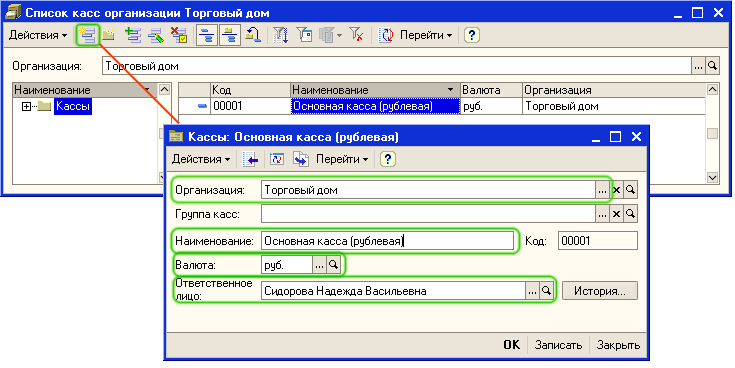 Список касс организации Торговый дом
Действия Перейти ?
Организация: Торговый дом ...
Наименование Код Наименование Валюта Организация
Кассы 00001 Основная касса (рублевая) руб. Торговый дом
Кассы: Основная касса (рублевая)
Действия Перейти ?
Организация: Торговый дом ... x
Группа касс: ... x
Наименование: Основная касса (рублевая) Код: 00001
Валюта: руб. ...
Ответственное
лицо: Сидорова Надежда Васильевна ... История...
OK Записать Закрыть